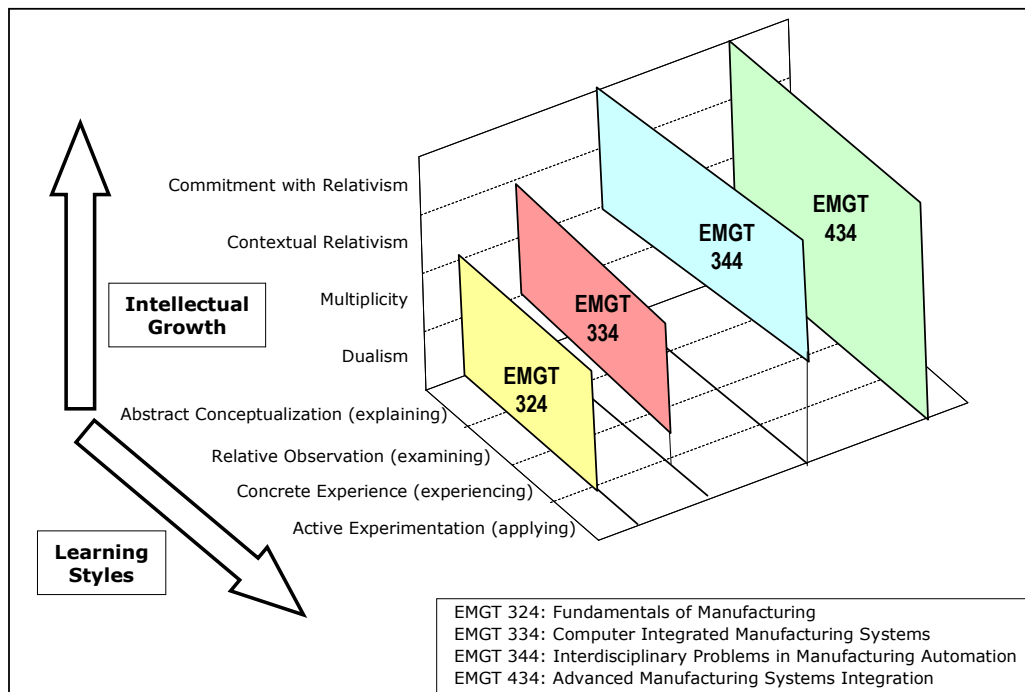 Commitment with Relativism
Contextual Relativism
Multiplicity
Dualism
Intellectual
Growth
Abstract Conceptualization (explaining)
Relative Observation (examining)
Concrete Experience (experiencing)
Active Experimentation (applying)
Learning
Styles
EMGT
324
EMGT
334
EMGT
344
EMGT
434
EMGT 324: Fundamentals of Manufacturing
EMGT 334: Computer Integrated Manufacturing Systems
EMGT 344: Interdisciplinary Problems in Manufacturing Automation
EMGT 434: Advanced Manufacturing Systems Integration